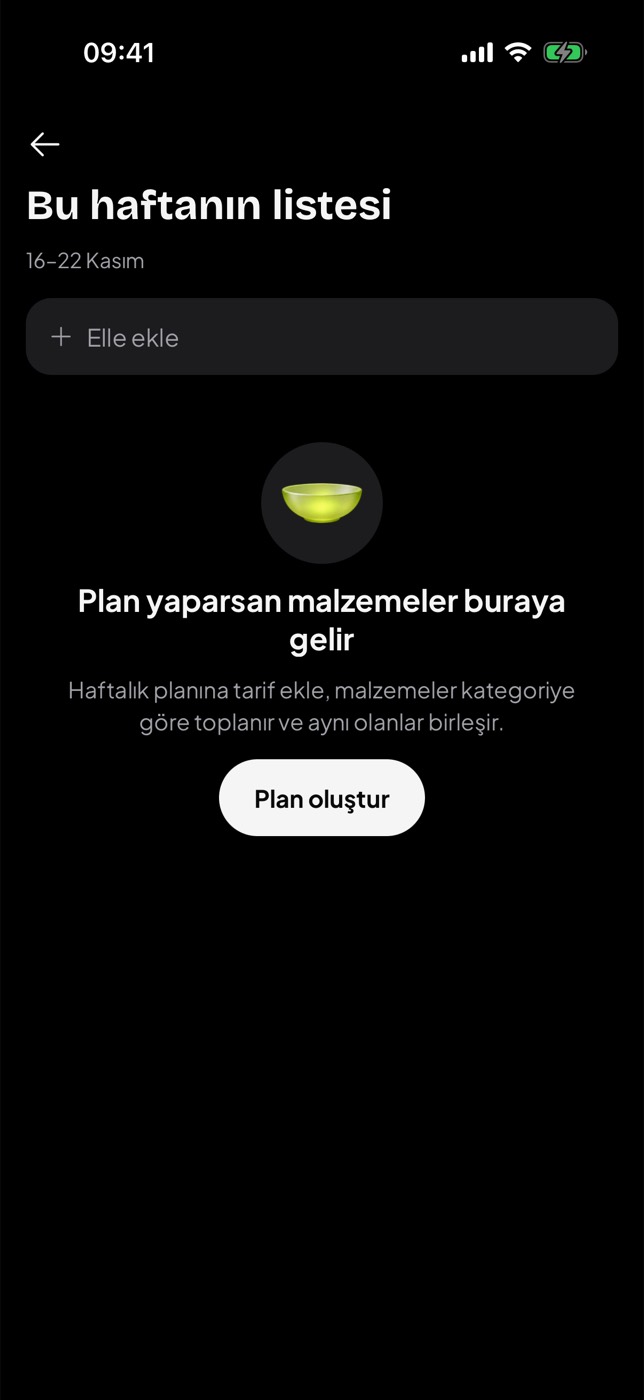 09:41
Bu haftanın listesi
16–22 Kasım
Elle ekle
Plan yaparsan malzemeler buraya
gelir
Haftalık planına tarif ekle, malzemeler kategoriye
göre toplanır ve aynı olanlar birleşir.
Plan oluştur